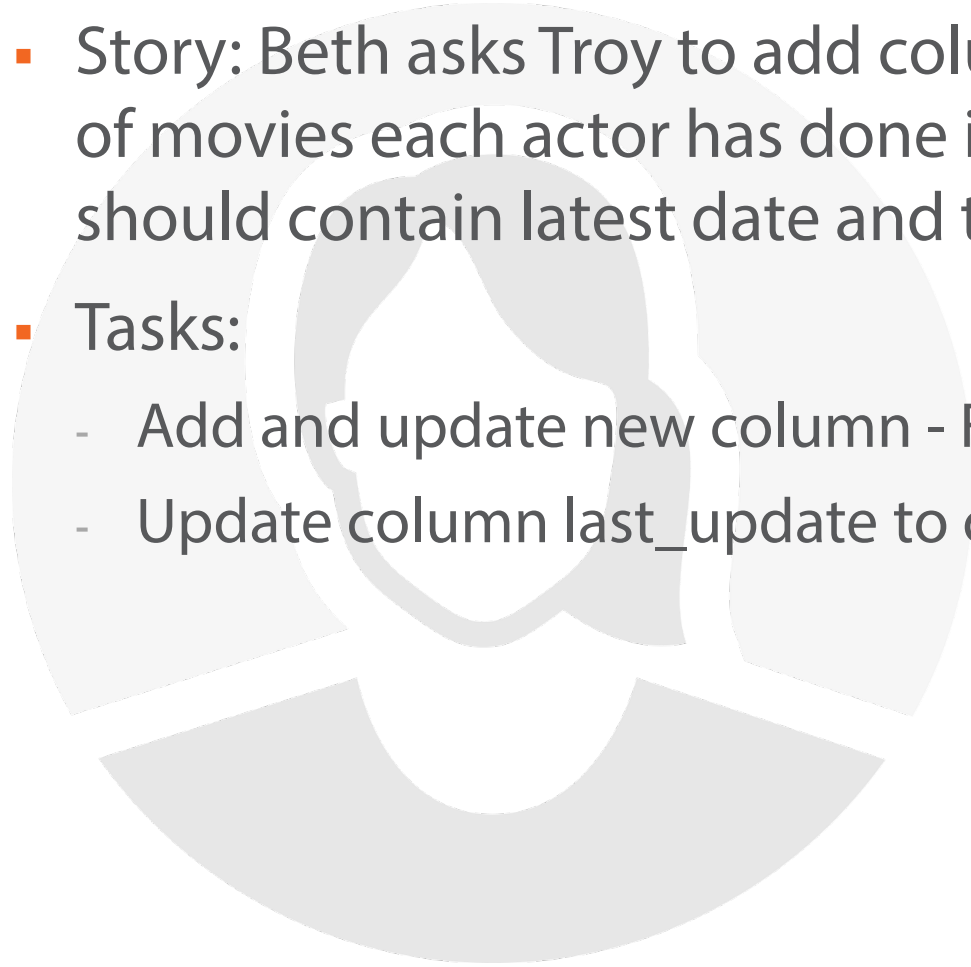 ▪ Story: Beth asks Troy to add colu
of movies each actor has done i
should contain latest date and t
▪ Tasks:
- Add and update new column -
- Update column last_update to